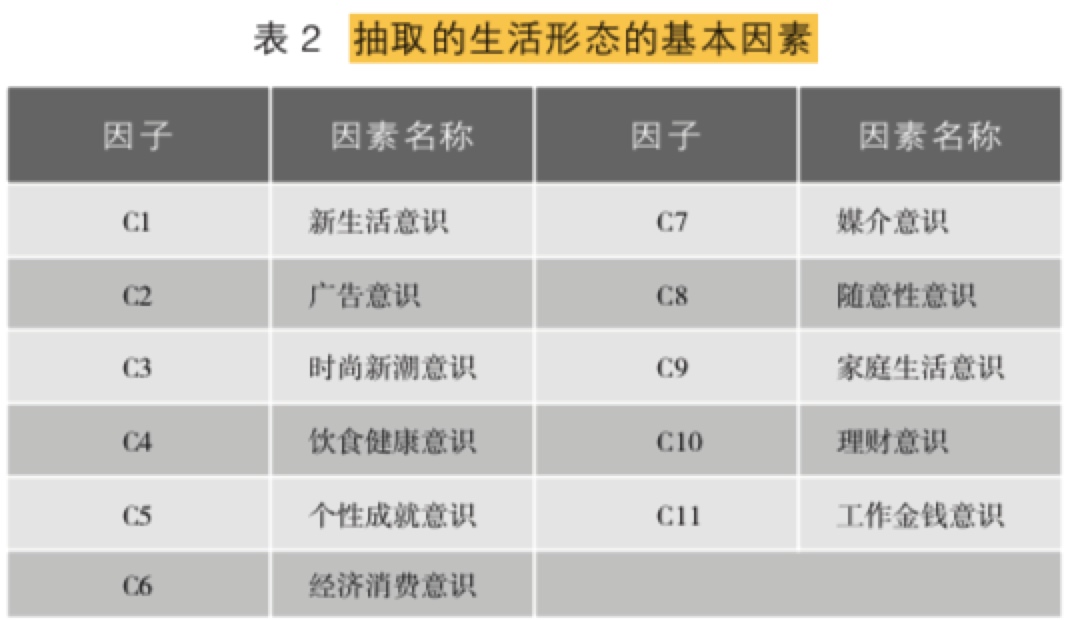 表 2 抽取的生活形态的基本因素
因子 因素名称 因子 因素名称
C1 新生活意识 C7 媒介意识
C2 广告意识 C8 随意性意识
C3 时尚新潮意识 C9 家庭生活意识
C4 饮食健康意识 C10 理财意识
C5 个性成就意识 C11 工作金钱意识
C6 经济消费意识